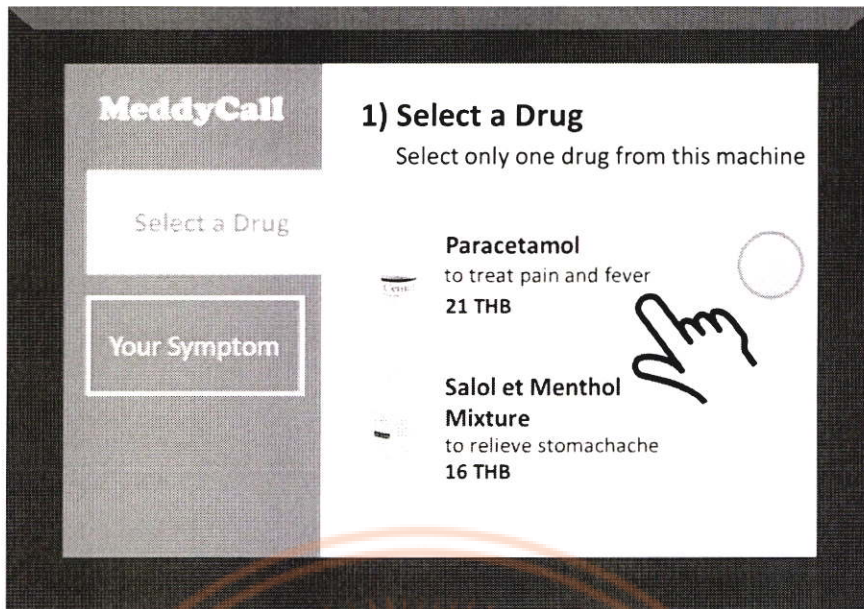 MeddyCall
Select a Drug
Your Symptom
1) Select a Drug
Select only one drug from this machine
Paracetamol
to treat pain and fever
21 THB
Salol et Menthol
Mixture
to relieve stomachache
16 THB